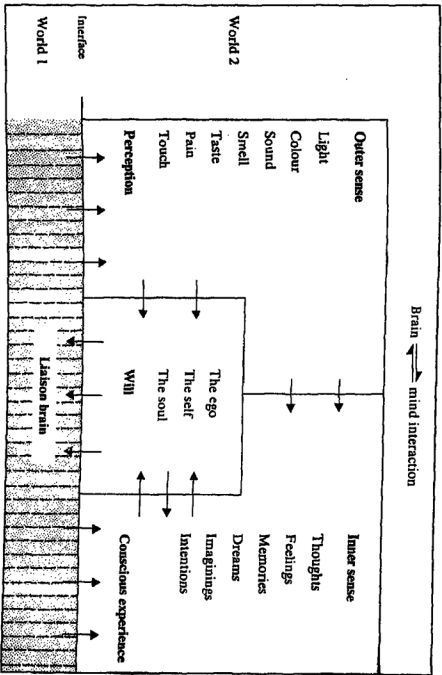 Brain ⇌ mind interaction
World 2
Outer sense
Light
Colour
Sound
Smell
Taste
Pain
Touch
Perception
The ego
The self
The soul
Will
Inner sense
Thoughts
Feelings
Memories
Dreams
Imaginings
Intentions
Conscious experience
Interface
World 1
Liaison brain